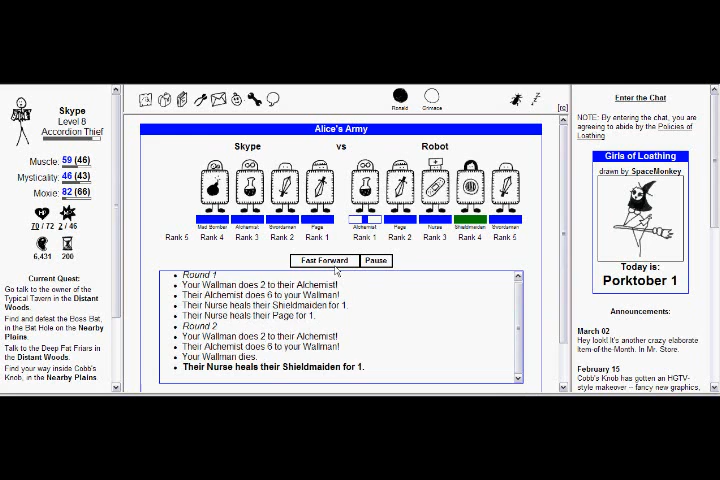 Skype
Level 8
Accordion Thief
Muscle: 59 (46)
Mysticality: 46 (43)
Moxie: 82 (66)
HP
70 / 72 2 / 46
6,431 200
Current Quest:
Go talk to the owner of the
Typical Tavern in the Distant
Woods.
Find and defeat the Boss Bat,
in the Bat Hole on the Nearby
Plains.
Talk to the Deep Fat Friars in
the Distant Woods.
Find your way inside Cobb's
Knob, in the Nearby Plains.
Ronald Grimace
[rc]
Alice's Army
Skype vs Robot
Mad Bomber Alchemist Swordsman Page Alchemist Page Nurse Shieldmaiden Swordsman
Rank 5 Rank 4 Rank 3 Rank 2 Rank 1 Rank 1 Rank 2 Rank 3 Rank 4 Rank 5
Fast Forward Pause
Round 1
Your Wallman does 2 to their Alchemist!
Their Alchemist does 6 to your Wallman!
Their Nurse heals their Shieldmaiden for 1.
Their Nurse heals their Page for 1.
Round 2
Your Wallman does 2 to their Alchemist!
Their Alchemist does 6 to your Wallman!
Your Wallman dies.
Their Nurse heals their Shieldmaiden for 1.
Enter the Chat
NOTE: By entering the chat, you are
agreeing to abide by the Policies of
Loathing
Girls of Loathing
drawn by SpaceMonkey
Today is:
Porktober 1
Announcements:
March 02
Hey look! It's another crazy elaborate
Item-of-the-Month. In Mr. Store.
February 15
Cobb's Knob has gotten an HGTV-
style makeover -- fancy new graphics,